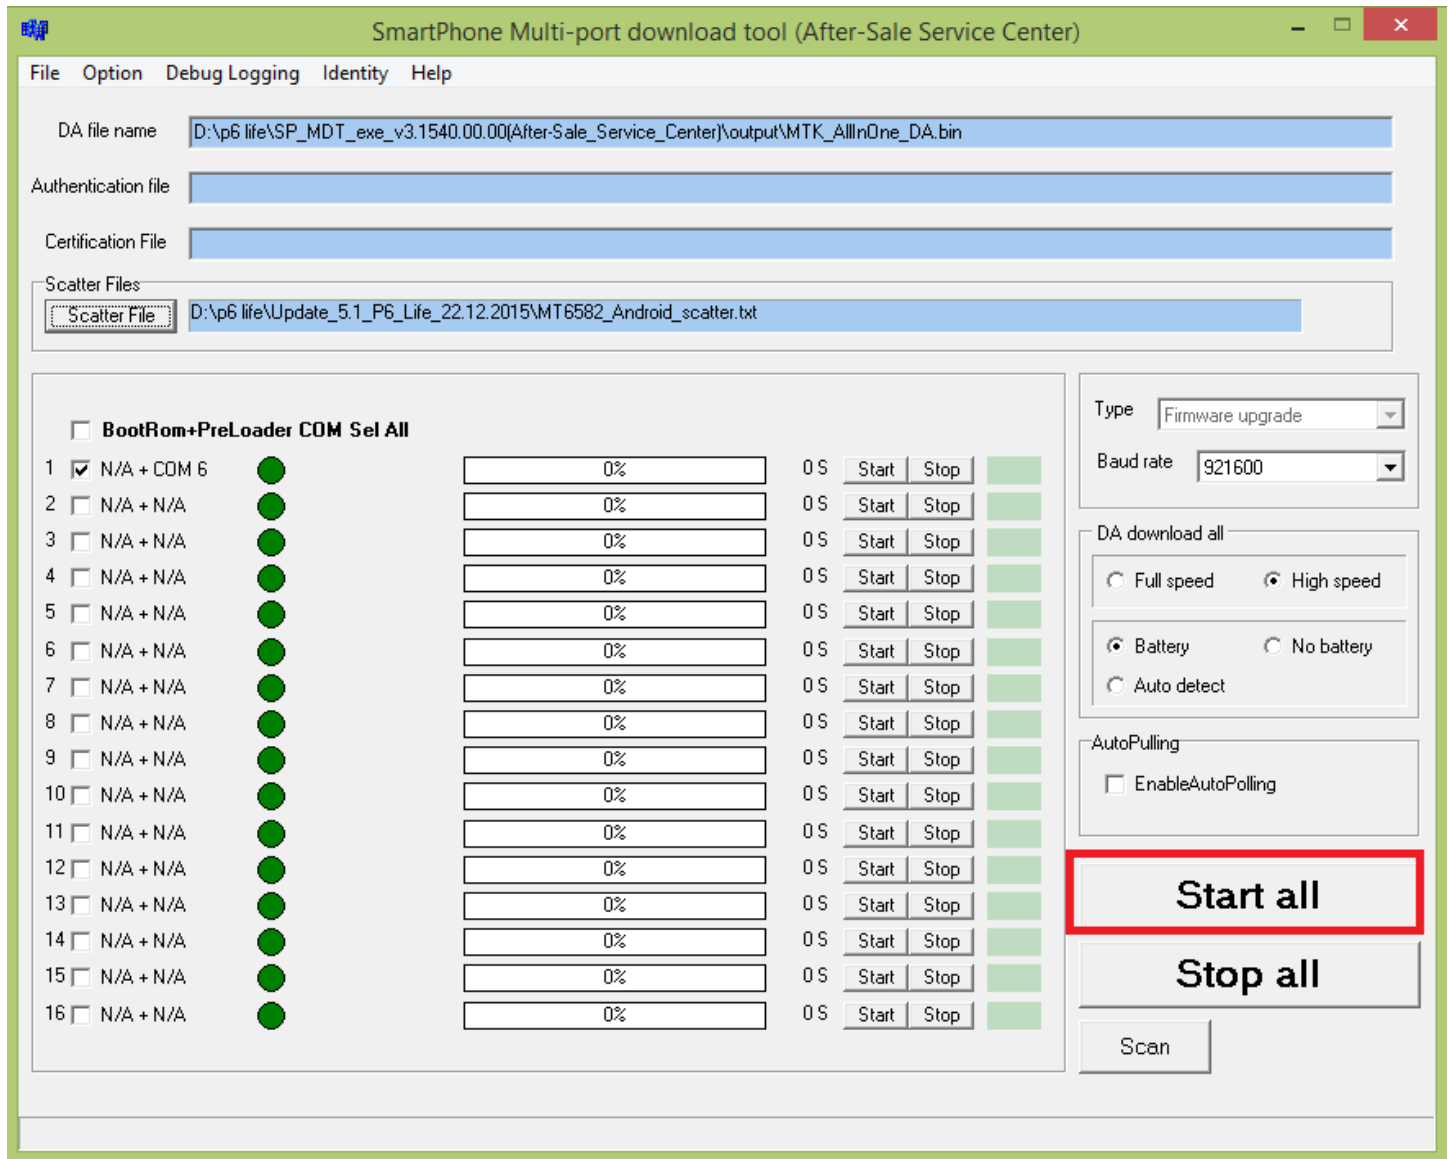 SmartPhone Multi-port download tool (After-Sale Service Center)
File Option Debug Logging Identity Help
DA file name D:\p6 life\SP_MDT_exe_v3.1540.00.00(After-Sale_Service_Center)\output\MTK_AllInOne_DA.bin
Authentication file
Certification File
Scatter Files
Scatter File D:\p6 life\Update_5.1_P6_Life_22.12.2015\MT6582_Android_scatter.txt
BootRom+PreLoader COM Sel All
1 N/A + COM 6 0% 0 S Start Stop
2 N/A + N/A 0% 0 S Start Stop
3 N/A + N/A 0% 0 S Start Stop
4 N/A + N/A 0% 0 S Start Stop
5 N/A + N/A 0% 0 S Start Stop
6 N/A + N/A 0% 0 S Start Stop
7 N/A + N/A 0% 0 S Start Stop
8 N/A + N/A 0% 0 S Start Stop
9 N/A + N/A 0% 0 S Start Stop
10 N/A + N/A 0% 0 S Start Stop
11 N/A + N/A 0% 0 S Start Stop
12 N/A + N/A 0% 0 S Start Stop
13 N/A + N/A 0% 0 S Start Stop
14 N/A + N/A 0% 0 S Start Stop
15 N/A + N/A 0% 0 S Start Stop
16 N/A + N/A 0% 0 S Start Stop
Type Firmware upgrade
Baud rate 921600
DA download all
Full speed High speed
Battery No battery
Auto detect
AutoPulling
EnableAutoPolling
Start all
Stop all
Scan